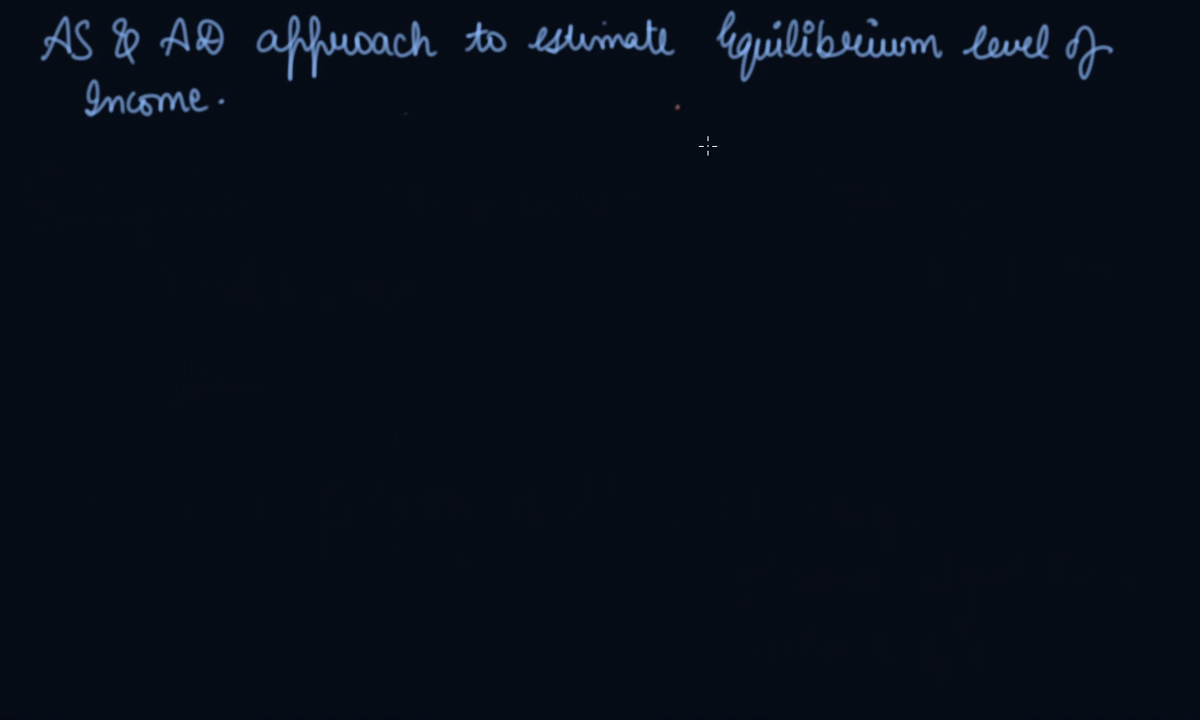 AS & AD approach to estimate Equilibrium level of
Income.